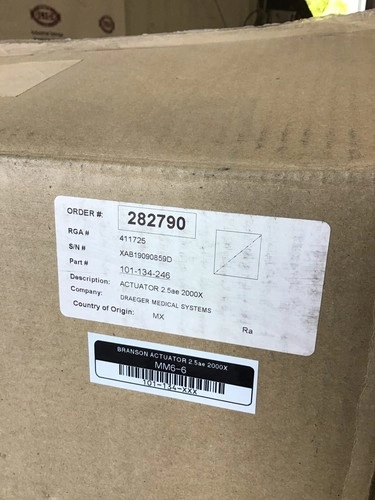 ORDER #: 282790
RGA # 411725
S/N # XAB19090859D
Part # 101-134-246
Description: ACTUATOR 2.5ae 2000X
Company: DRAEGER MEDICAL SYSTEMS
Country of Origin: MX
Ra
BRANSON ACTUATOR 2.5ae 2000X
MM6-6
101-134-XXX